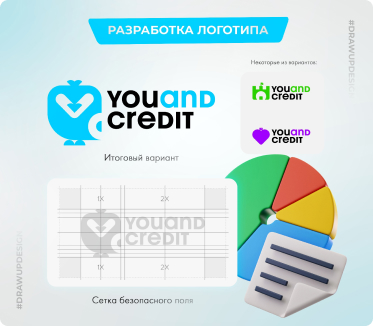 РАЗРАБОТКА ЛОГОТИПА
#DRAWUPDESIGN
Некоторые из вариантов:
YOUAND
CREDIT
YOUAND
CREDIT
YOUAND
CREDIT
Итоговый вариант
1X
2X
YOUAND
CREDIT
1X
2X
#DRAWUPDESIGN
Сетка безопасного поля